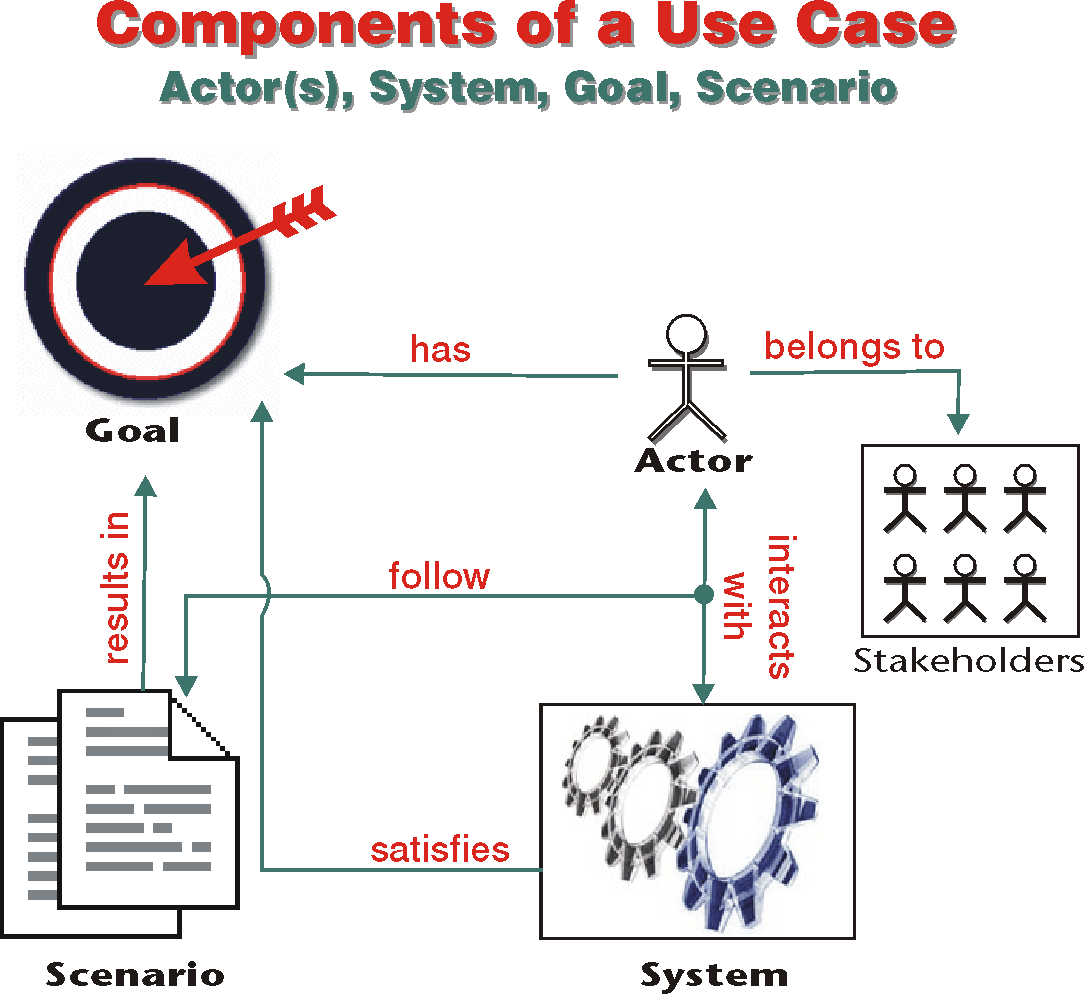 Components of a Use Case
Actor(s), System, Goal, Scenario
has
belongs to
Goal
Actor
results in
follow
interacts
with
Stakeholders
satisfies
Scenario
System